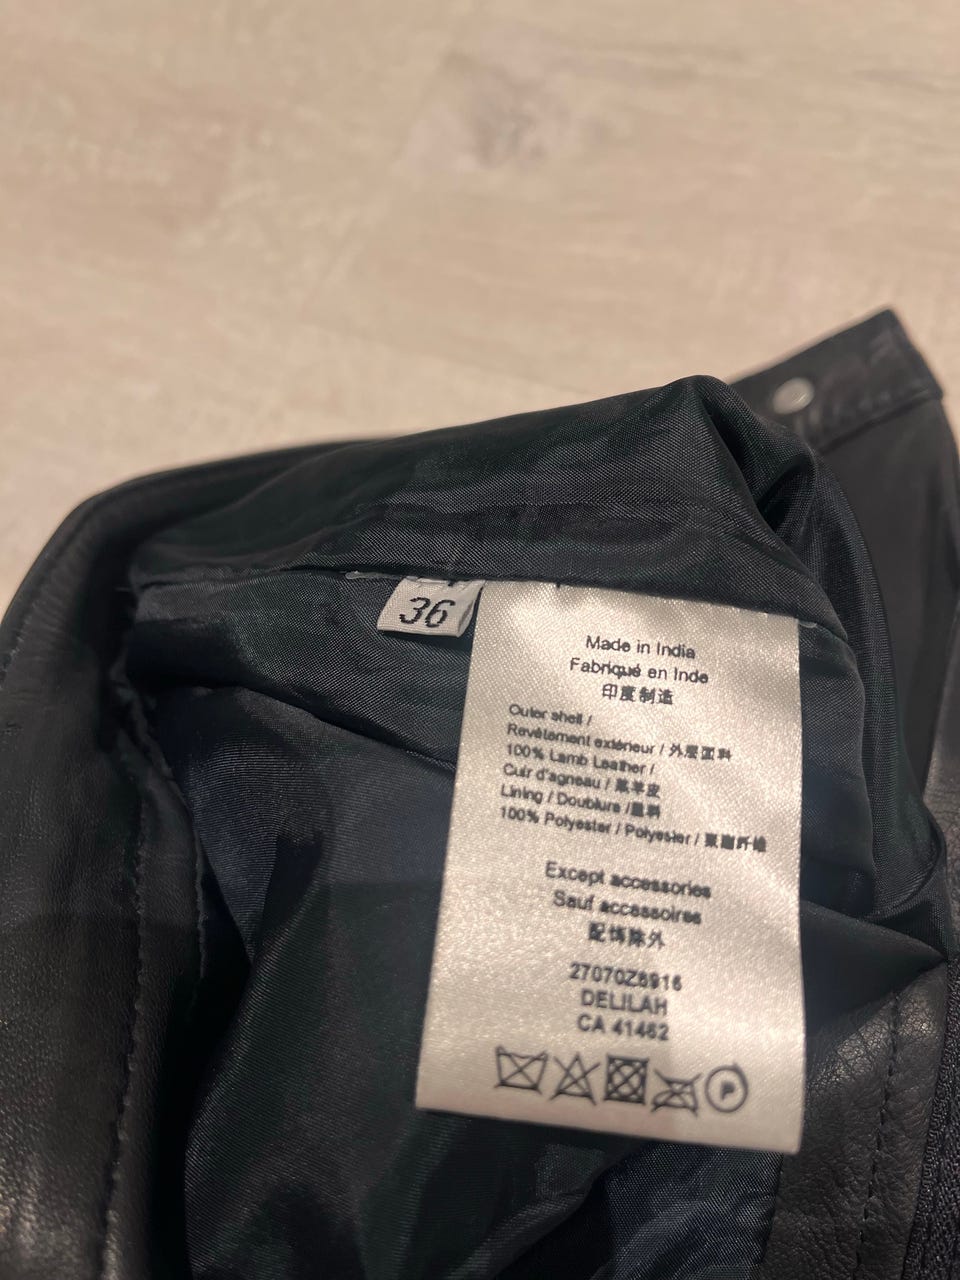 36
Made in India
Fabriqué en Inde
印度制造
Outer shell /
Revêtement extérieur / 外层面料
100% Lamb Leather /
Cuir d'agneau / 羔羊皮
Lining / Doublure /里料
100% Polyester / Polyester / 聚酯纤维
Except accessories
Sauf accessoires
配饰除外
27070Z8916
DELILAH
CA 41462
P